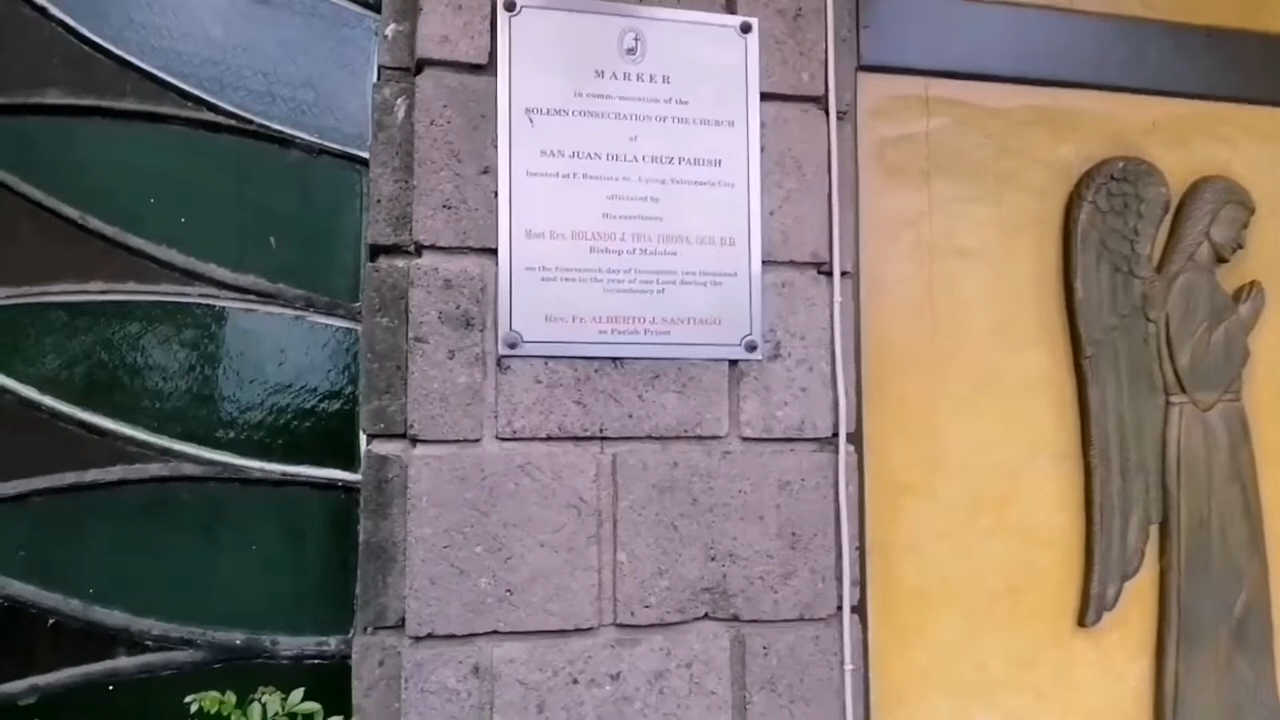 MARKER
in commemoration of the
SOLEMN CONSECRATION OF THE CHURCH
of
SAN JUAN DELA CRUZ PARISH
located at F. Bautista St., Ugong, Valenzuela City
officiated by
His excellency
Most Rev. ROLANDO J. TRIA TIRONA, OCD, D.D.
Bishop of Malolos
on the fourteenth day of December, two thousand
and two in the year of our Lord during the
incumbency of
Rev. Fr. ALBERTO J. SANTIAGO
as Parish Priest